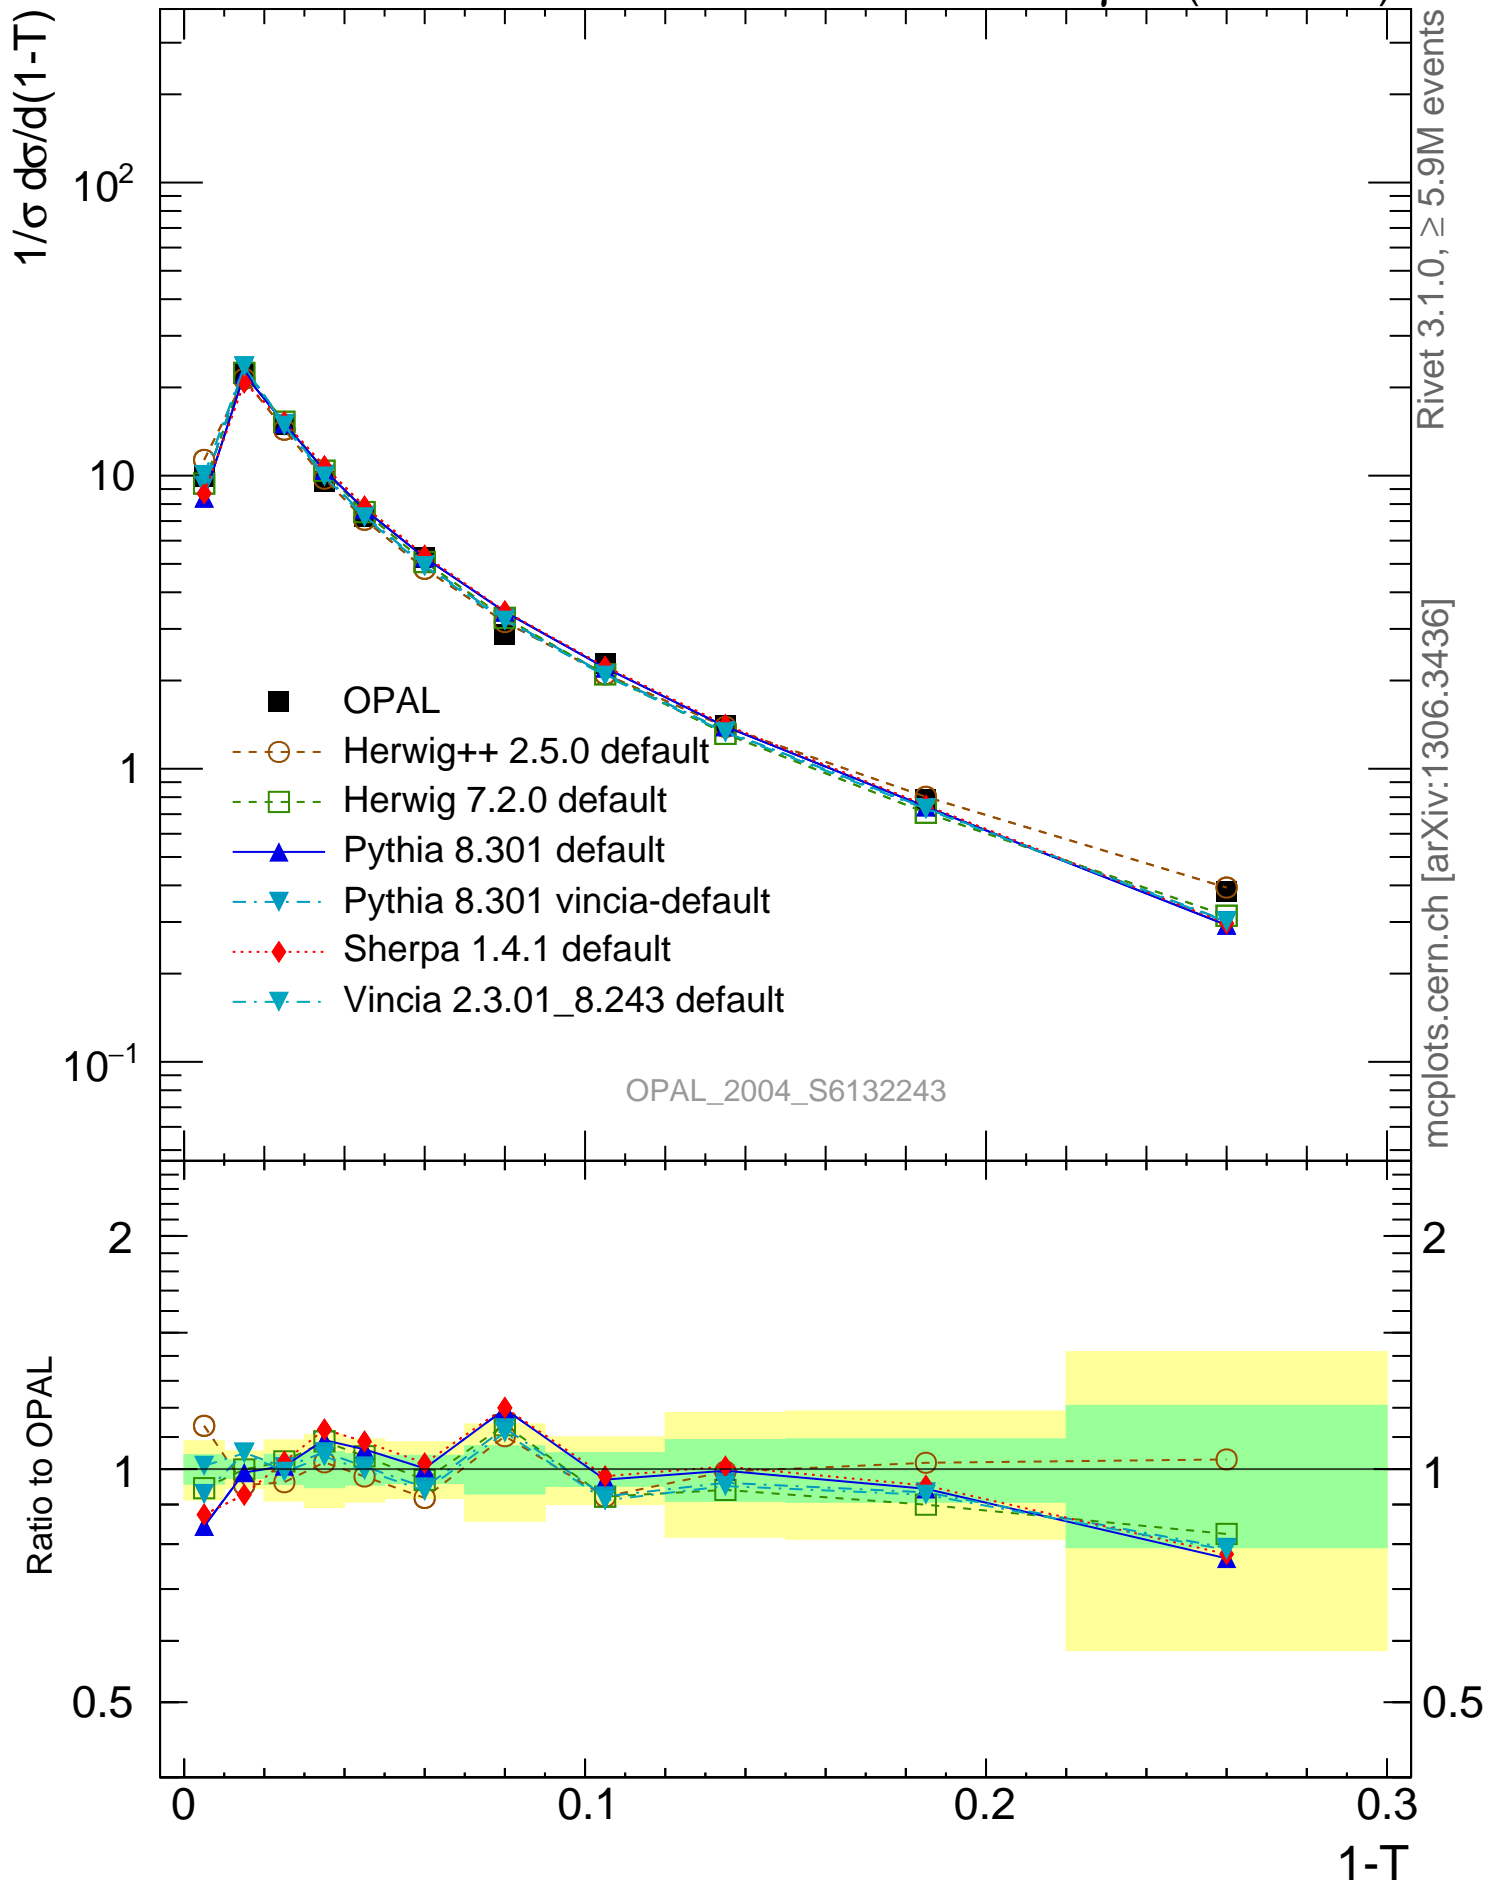 1/σ dσ/d(1-T)
10²
10
1
10⁻¹
OPAL
Herwig++ 2.5.0 default
Herwig 7.2.0 default
Pythia 8.301 default
Pythia 8.301 vincia-default
Sherpa 1.4.1 default
Vincia 2.3.01_8.243 default
OPAL_2004_S6132243
Rivet 3.1.0, ≥ 5.9M events
mcplots.cern.ch [arXiv:1306.3436]
Ratio to OPAL
2
1
0.5
2
1
0.5
0
0.1
0.2
0.3
1-T